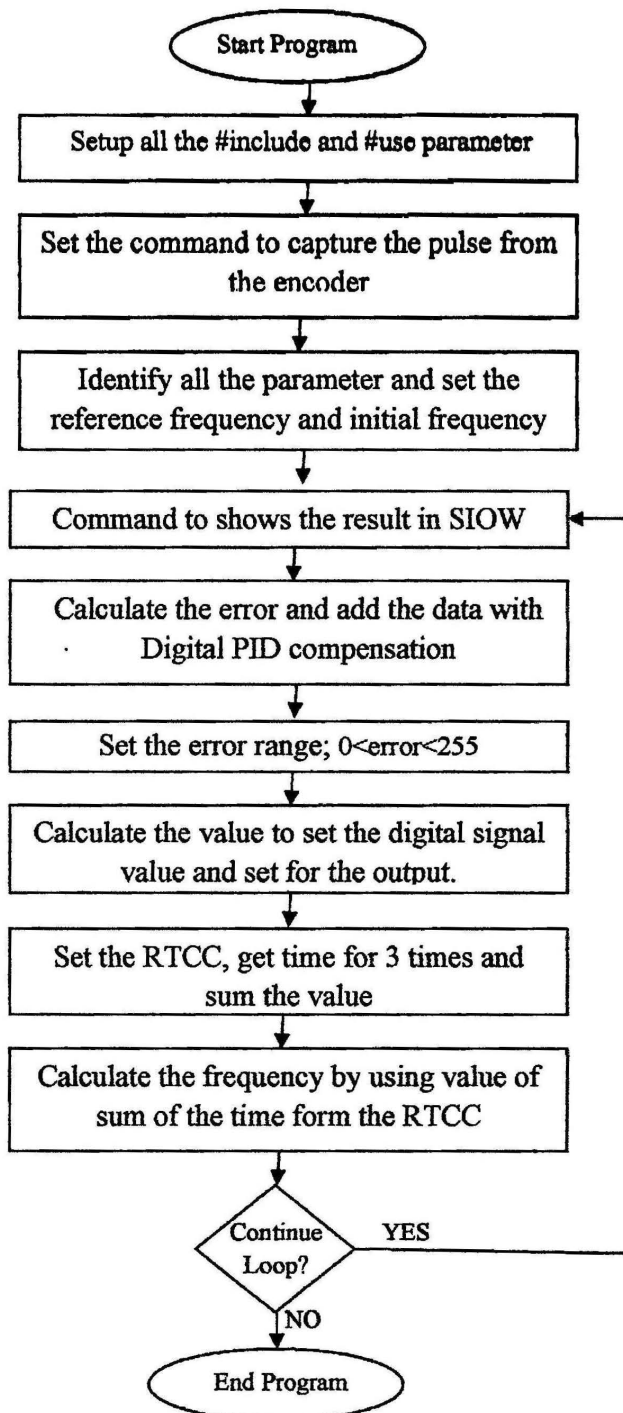 Start Program
Setup all the #include and #use parameter
Set the command to capture the pulse from
the encoder
Identify all the parameter and set the
reference frequency and initial frequency
Command to shows the result in SIOW
Calculate the error and add the data with
Digital PID compensation
Set the error range; 0<error<255
Calculate the value to set the digital signal
value and set for the output.
Set the RTCC, get time for 3 times and
sum the value
Calculate the frequency by using value of
sum of the time form the RTCC
Continue
Loop?
YES
NO
End Program